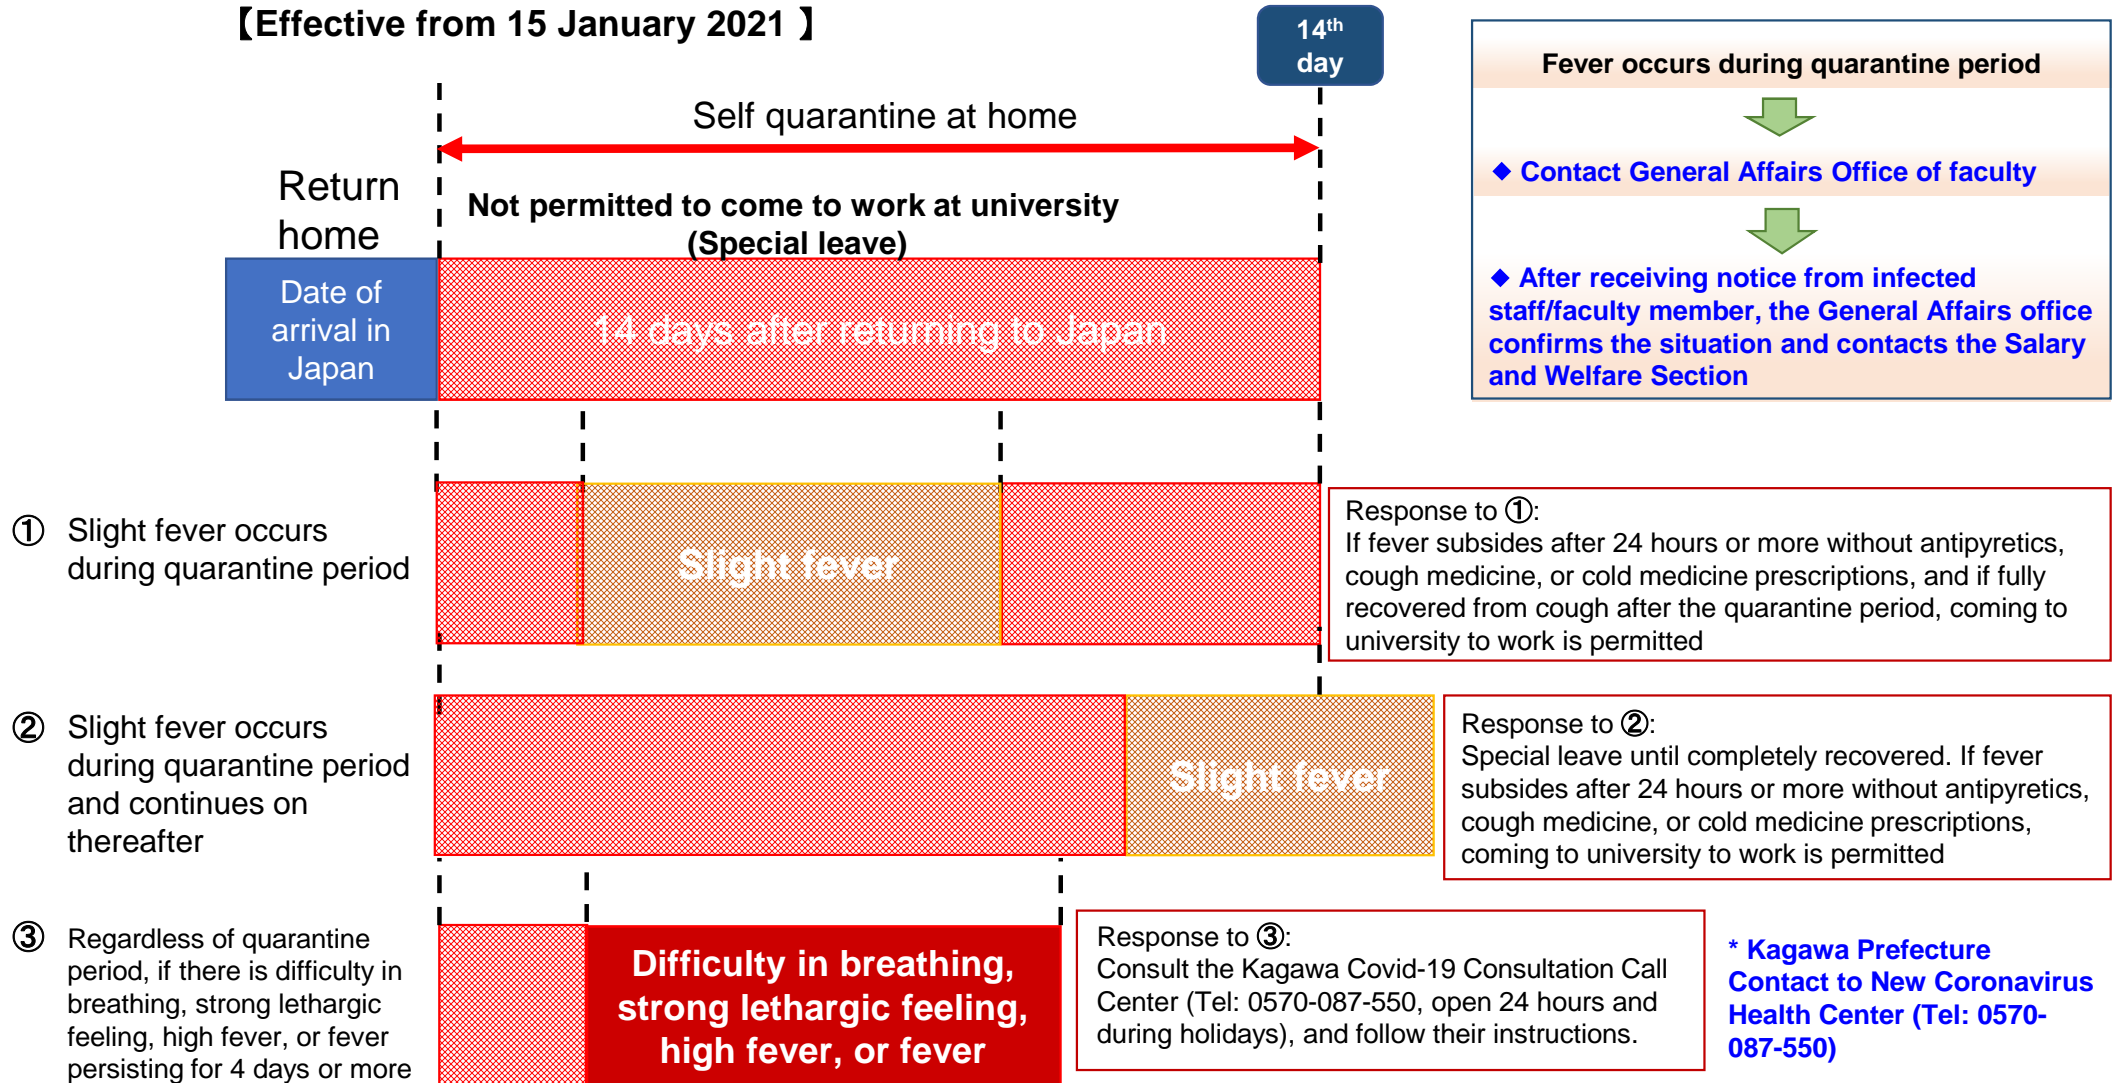 【Effective from 15 January 2021 】
14th
day
Self quarantine at home
Return
home
Not permitted to come to work at university
(Special leave)
Date of
arrival in
Japan
14 days after returning to Japan
Fever occurs during quarantine period
◆ Contact General Affairs Office of faculty
◆ After receiving notice from infected
staff/faculty member, the General Affairs office
confirms the situation and contacts the Salary
and Welfare Section
① Slight fever occurs
during quarantine period
Slight fever
Response to ①:
If fever subsides after 24 hours or more without antipyretics,
cough medicine, or cold medicine prescriptions, and if fully
recovered from cough after the quarantine period, coming to
university to work is permitted
② Slight fever occurs
during quarantine period
and continues on
thereafter
Slight fever
Response to ②:
Special leave until completely recovered. If fever
subsides after 24 hours or more without antipyretics,
cough medicine, or cold medicine prescriptions,
coming to university to work is permitted
③ Regardless of quarantine
period, if there is difficulty in
breathing, strong lethargic
feeling, high fever, or fever
persisting for 4 days or more
Difficulty in breathing,
strong lethargic feeling,
high fever, or fever
Response to ③:
Consult the Kagawa Covid-19 Consultation Call
Center (Tel: 0570-087-550, open 24 hours and
during holidays), and follow their instructions.
* Kagawa Prefecture
Contact to New Coronavirus
Health Center (Tel: 0570-
087-550)